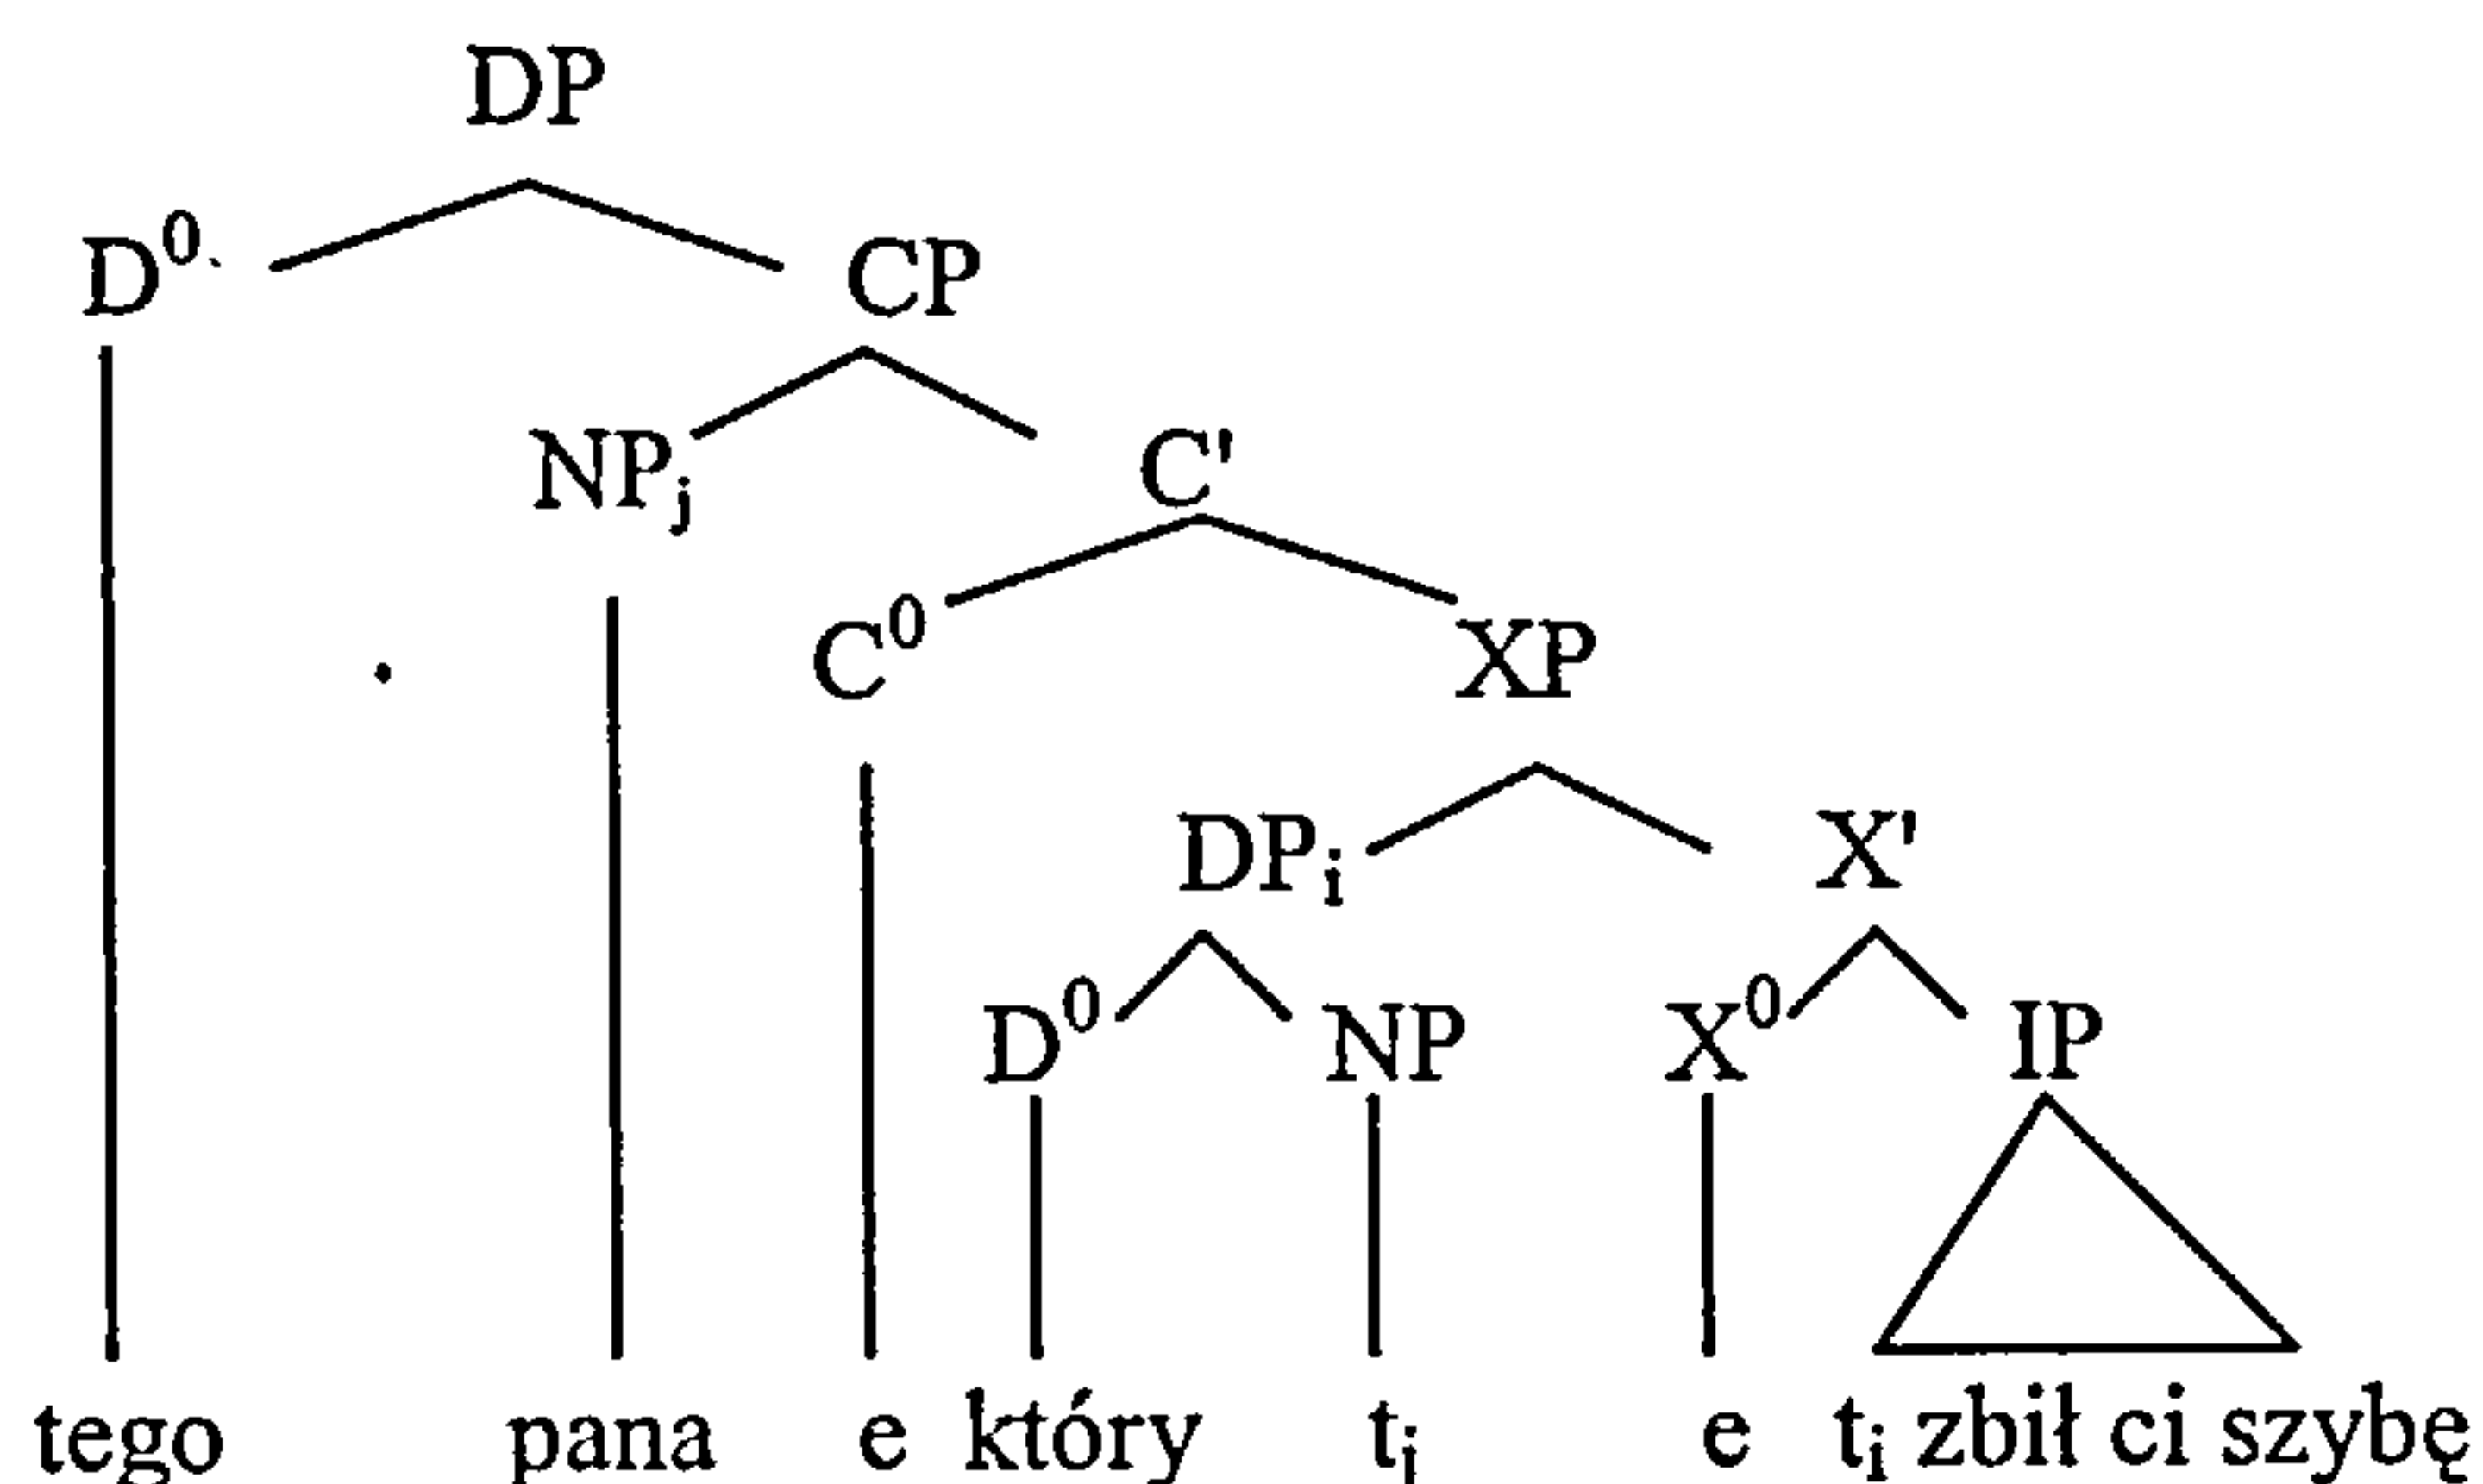 DP
D⁰ CP
NPⱼ C'
C⁰ XP
DPᵢ X'
D⁰ NP X⁰ IP
tego pana e który tⱼ e tᵢ zbił ci szybę